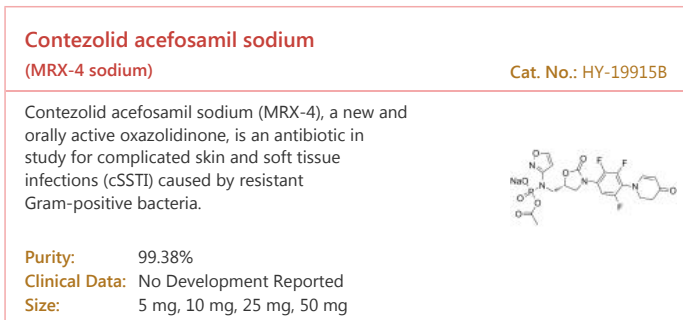 Contezolid acefosamil sodium
(MRX-4 sodium)
Cat. No.: HY-19915B
Contezolid acefosamil sodium (MRX-4), a new and
orally active oxazolidinone, is an antibiotic in
study for complicated skin and soft tissue
infections (cSSTI) caused by resistant
Gram-positive bacteria.
O
N
O
O
F
F
NaO
N
N
N
P
O
O
O
F
O
Purity: 99.38%
Clinical Data: No Development Reported
Size: 5 mg, 10 mg, 25 mg, 50 mg